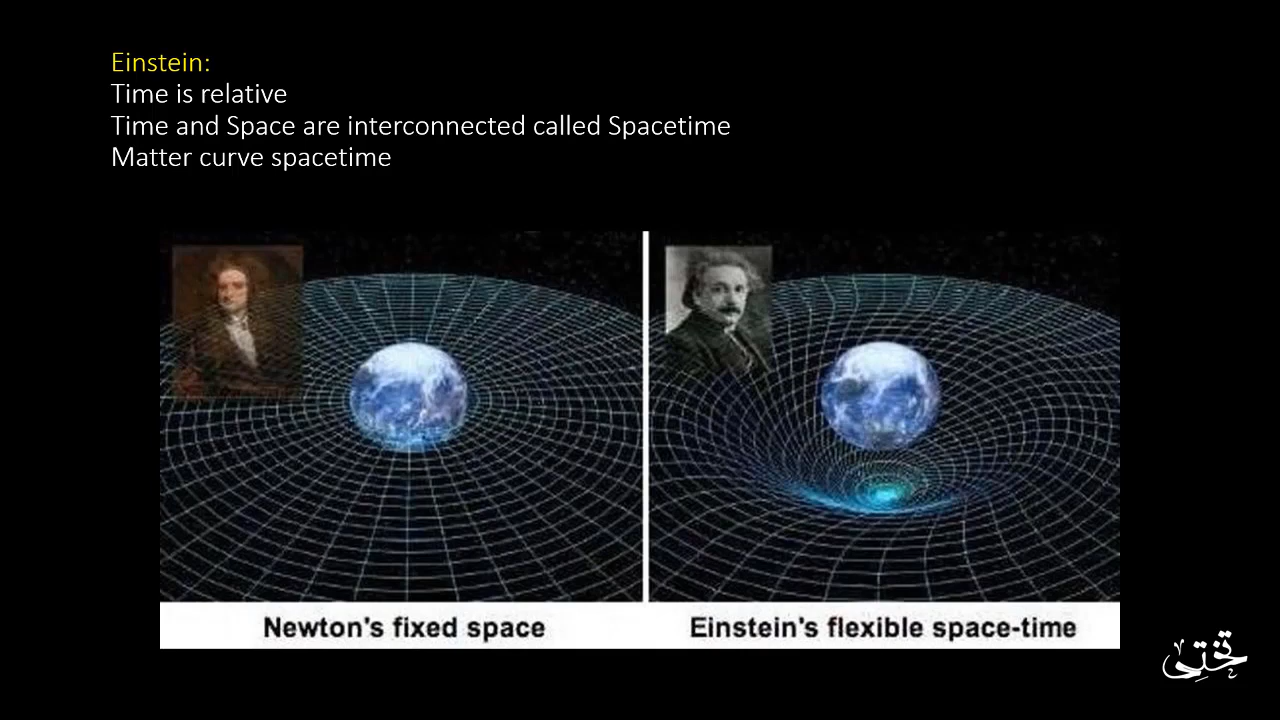 Einstein:
Time is relative
Time and Space are interconnected called Spacetime
Matter curve spacetime
Newton's fixed space
Einstein's flexible space-time
تختی